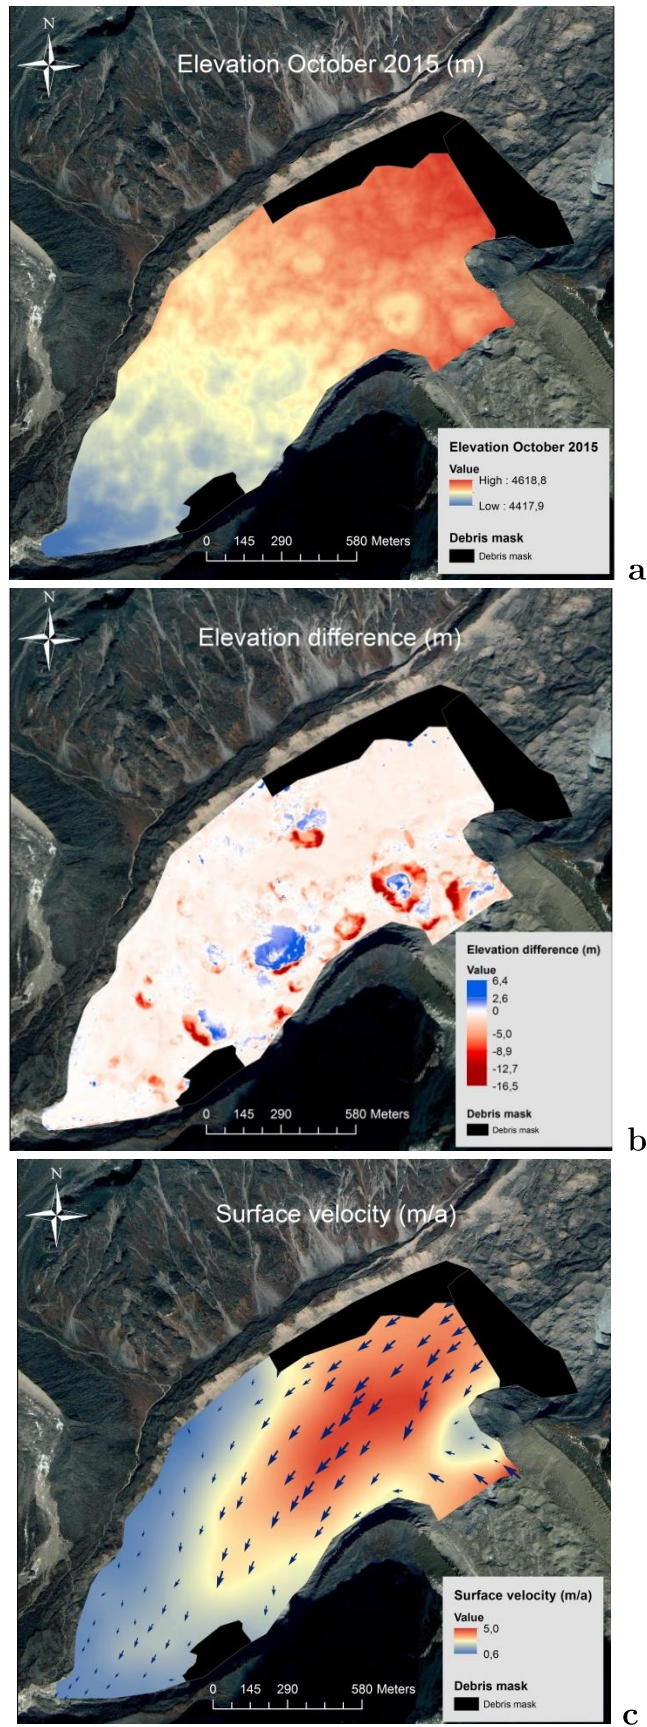 N
Elevation October 2015 (m)
Elevation October 2015
Value
High : 4618,8
Low : 4417,9
Debris mask
Debris mask
0 145 290 580 Meters
a
N
Elevation difference (m)
Elevation difference (m)
Value
6,4
2,6
0
-5,0
-8,9
-12,7
-16,5
Debris mask
Debris mask
0 145 290 580 Meters
b
N
Surface velocity (m/a)
Surface velocity (m/a)
Value
5,0
0,6
Debris mask
Debris mask
0 145 290 580 Meters
c